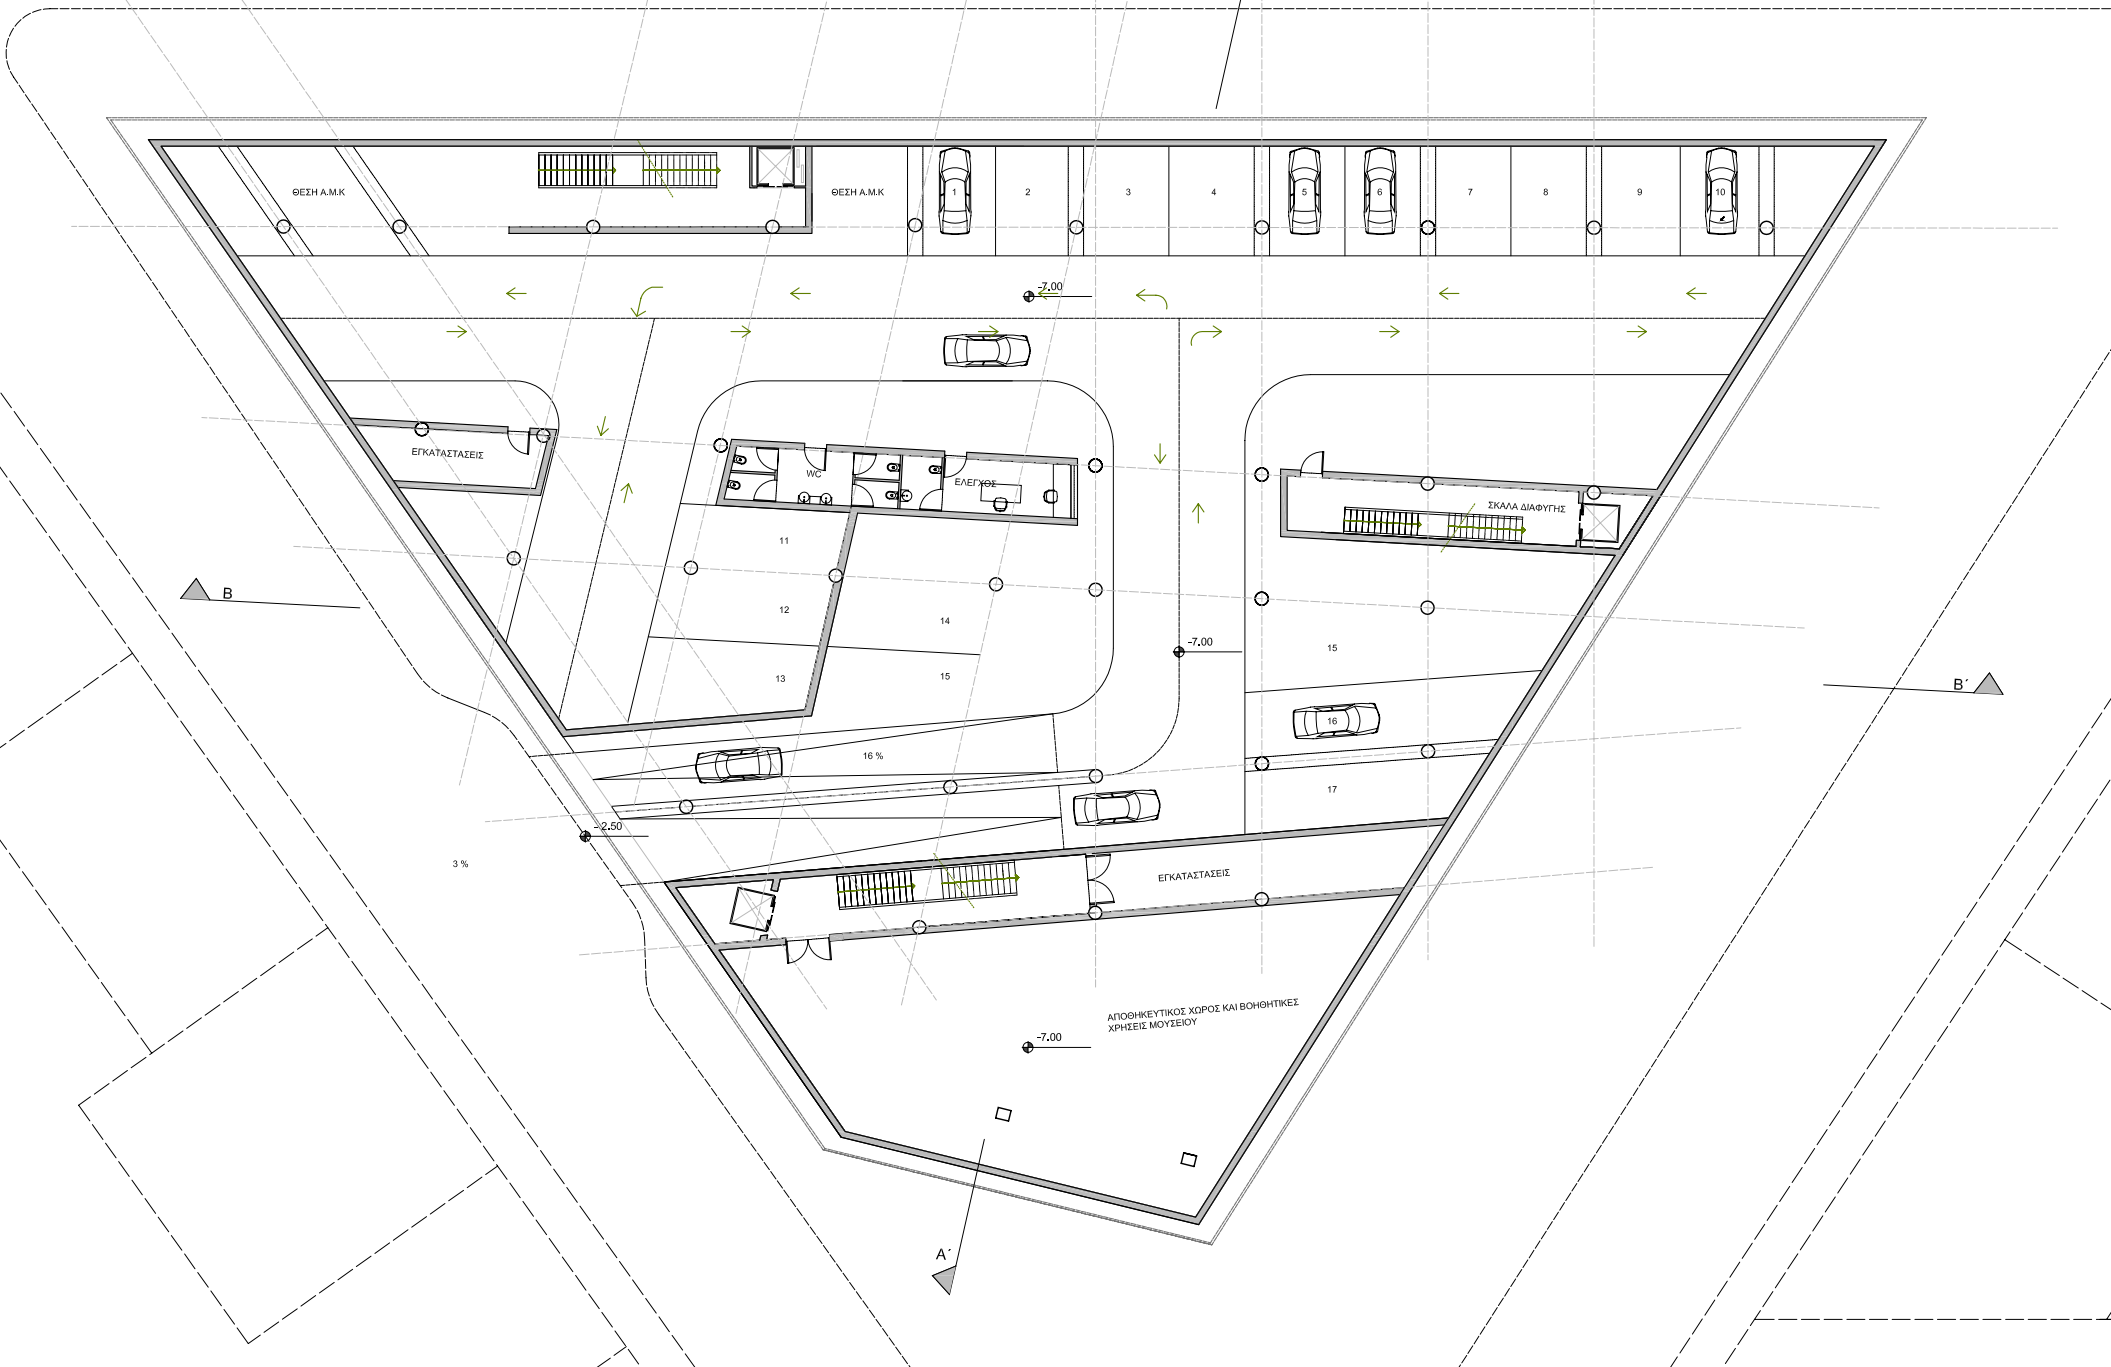 ΘΕΣΗ Α.Μ.Κ
ΘΕΣΗ Α.Μ.Κ
1
2
3
4
5
6
7
8
9
10
-7.00
ΕΓΚΑΤΑΣΤΑΣΕΙΣ
WC
ΕΛΕΓΧΟΣ
ΣΚΑΛΑ ΔΙΑΦΥΓΗΣ
11
12
13
14
15
-7.00
15
16
17
B
B´
16 %
- 2.50
3 %
ΕΓΚΑΤΑΣΤΑΣΕΙΣ
ΑΠΟΘΗΚΕΥΤΙΚΟΣ ΧΩΡΟΣ ΚΑΙ ΒΟΗΘΗΤΙΚΕΣ
ΧΡΗΣΕΙΣ ΜΟΥΣΕΙΟΥ
-7.00
A´